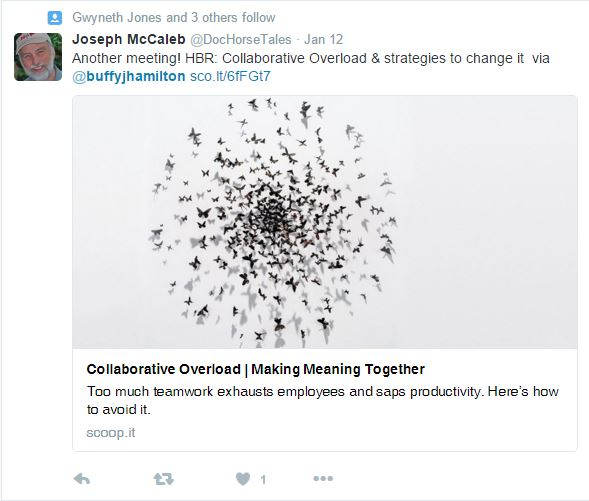 Gwyneth Jones and 3 others follow
Joseph McCaleb @DocHorseTales · Jan 12
Another meeting! HBR: Collaborative Overload & strategies to change it via
@buffyjhamilton sco.lt/6fFGt7
Collaborative Overload | Making Meaning Together
Too much teamwork exhausts employees and saps productivity. Here's how
to avoid it.
scoop.it
1